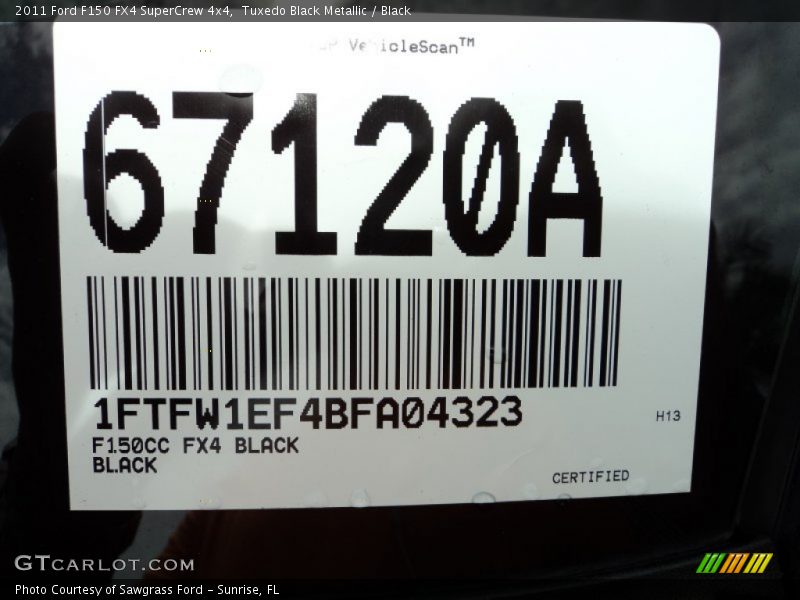 2011 Ford F150 FX4 SuperCrew 4x4, Tuxedo Black Metallic / Black
VehicleScan™
67120A
1FTFW1EF4BFA04323
F150CC FX4 BLACK
BLACK
H13
CERTIFIED
GTCARLOT.COM
Photo Courtesy of Sawgrass Ford - Sunrise, FL